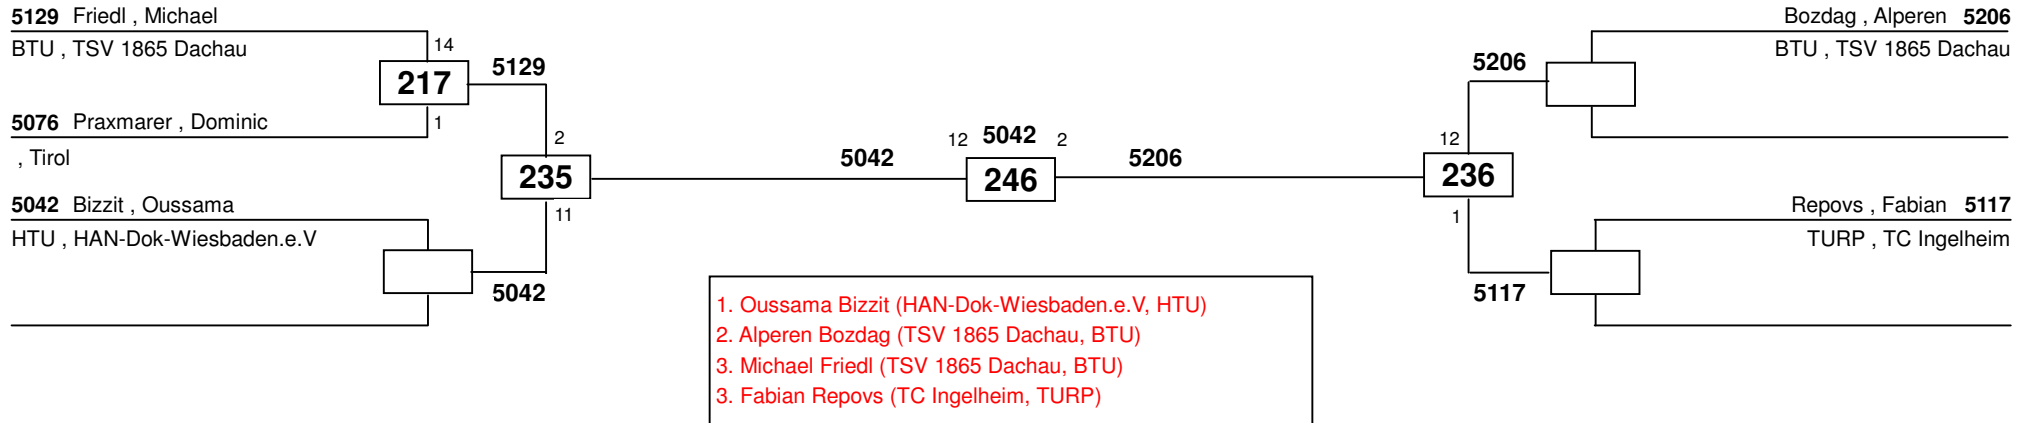 5129 Friedl , Michael
BTU , TSV 1865 Dachau
14
217
5129
5076 Praxmarer , Dominic
1
, Tirol
2
235
5042 Bizzit , Oussama
11
HTU , HAN-Dok-Wiesbaden.e.V
5042
5042
12 5042 2
246
5206
Bozdag , Alperen 5206
BTU , TSV 1865 Dachau
5206
12
236
1
Repovs , Fabian 5117
TURP , TC Ingelheim
5117
1. Oussama Bizzit (HAN-Dok-Wiesbaden.e.V, HTU)
2. Alperen Bozdag (TSV 1865 Dachau, BTU)
3. Michael Friedl (TSV 1865 Dachau, BTU)
3. Fabian Repovs (TC Ingelheim, TURP)